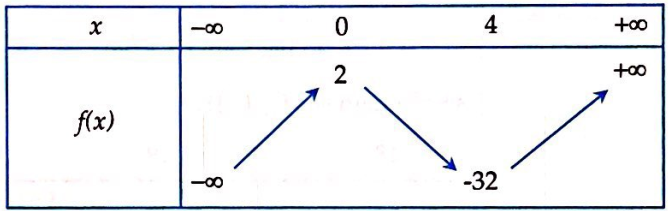 x −∞ 0 4 +∞
2 +∞
f(x)
−∞ -32